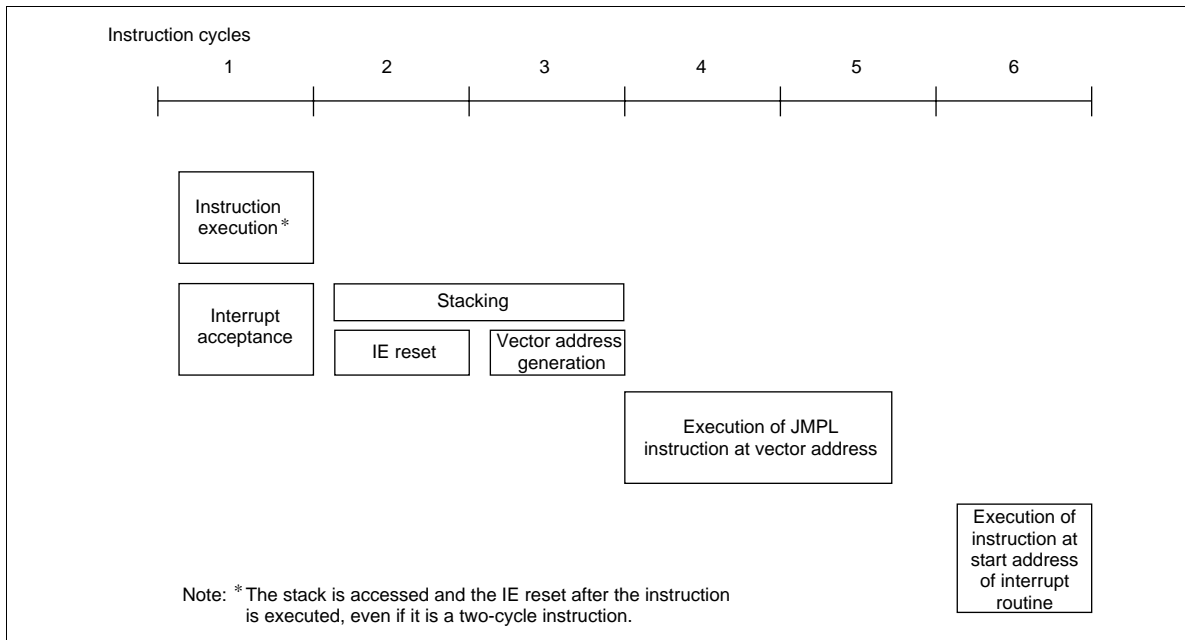 Instruction cycles
1 2 3 4 5 6
Instruction
execution*
Interrupt
acceptance
Stacking
IE reset
Vector address
generation
Execution of JMPL
instruction at vector address
Execution of
instruction at
start address
of interrupt
routine
Note: * The stack is accessed and the IE reset after the instruction
is executed, even if it is a two-cycle instruction.